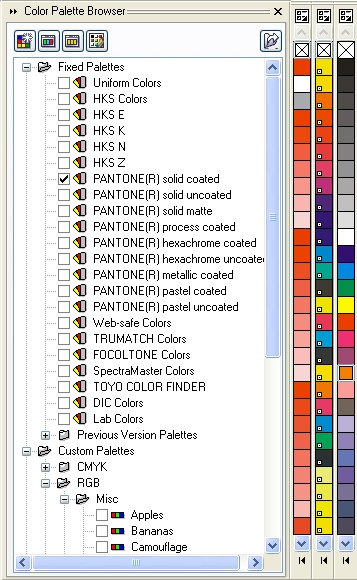 Color Palette Browser
Fixed Palettes
Uniform Colors
HKS Colors
HKS E
HKS K
HKS N
HKS Z
PANTONE(R) solid coated
PANTONE(R) solid uncoated
PANTONE(R) solid matte
PANTONE(R) process coated
PANTONE(R) hexachrome coated
PANTONE(R) hexachrome uncoate
PANTONE(R) metallic coated
PANTONE(R) pastel coated
PANTONE(R) pastel uncoated
Web-safe Colors
TRUMATCH Colors
FOCOLTONE Colors
SpectraMaster Colors
TOYO COLOR FINDER
DIC Colors
Lab Colors
Previous Version Palettes
Custom Palettes
CMYK
RGB
Misc
Apples
Bananas
Camouflage